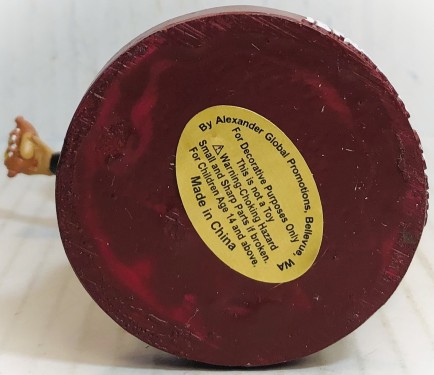 By Alexander Global Promotions, Bellevue, WA
For Decorative Purposes Only
This is not a Toy
⚠Warning-Choking Hazard
Small and Sharp Parts if broken.
For Children Age 14 and above.
Made in China